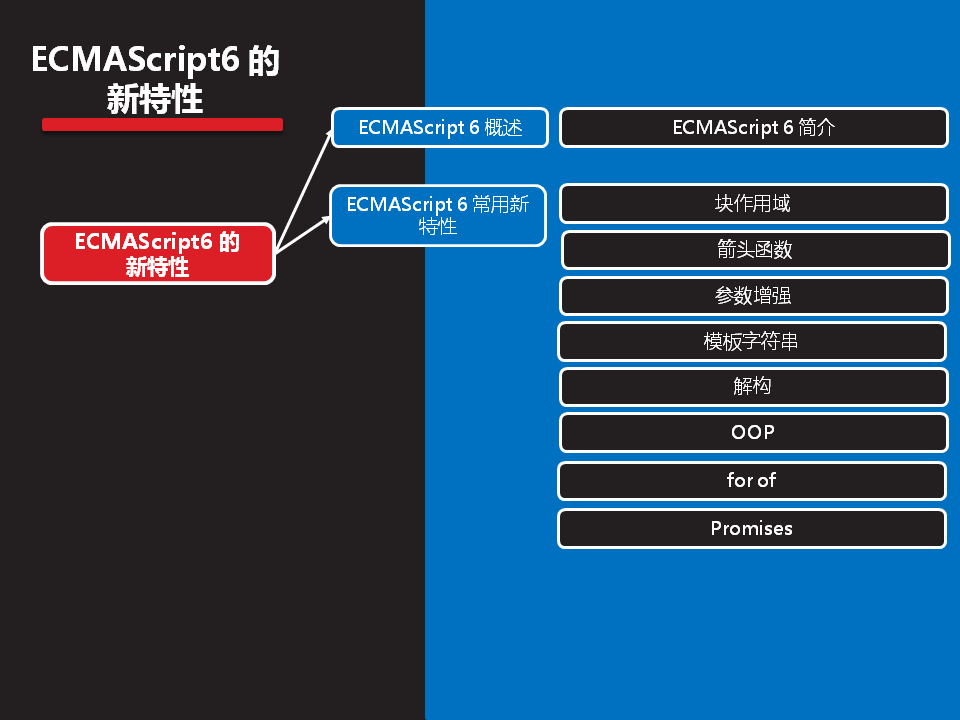 ECMAScript6 的
新特性
ECMAScript 6 概述
ECMAScript 6 简介
ECMAScript 6 常用新
特性
块作用域
ECMAScript6 的
新特性
箭头函数
参数增强
模板字符串
解构
OOP
for of
Promises